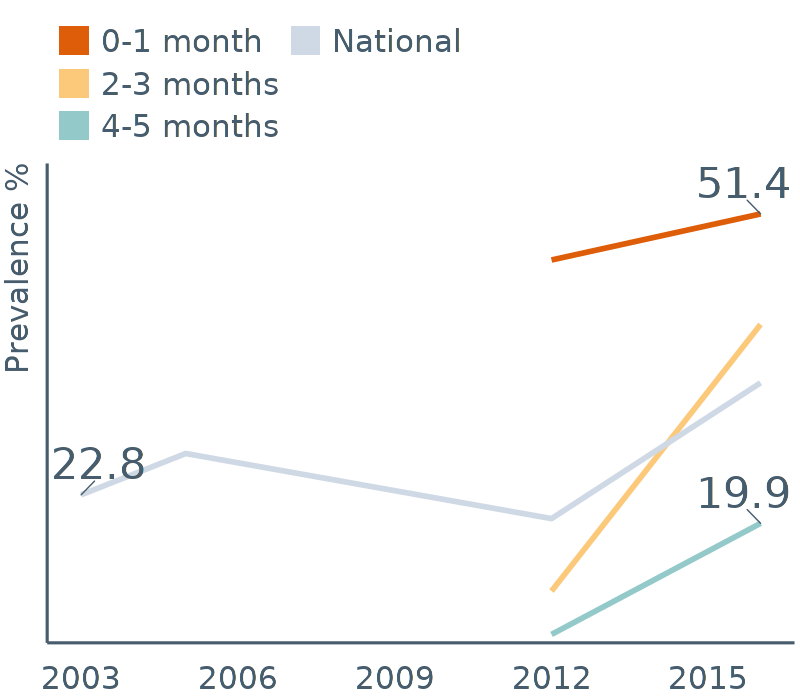 0-1 month
National
2-3 months
4-5 months
Prevalence %
51.4
22.8
19.9
2003
2006
2009
2012
2015